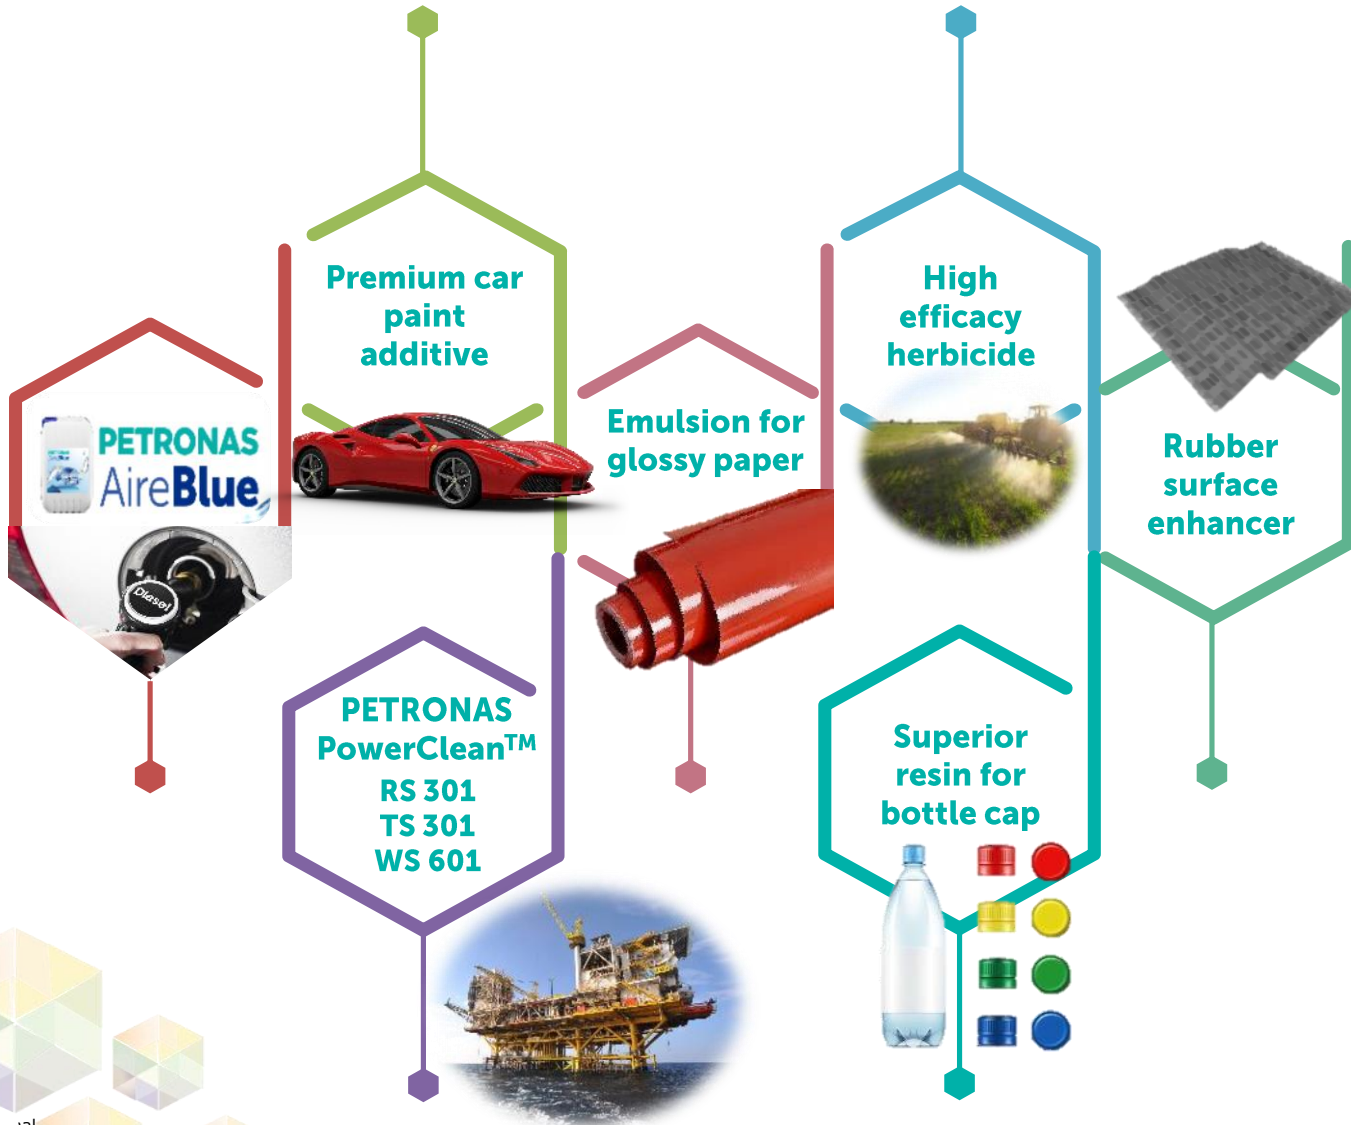 Premium car
paint
additive
High
efficacy
herbicide
PETRONAS
AireBlue
Diesel
Emulsion for
glossy paper
Rubber
surface
enhancer
PETRONAS
PowerClean™
RS 301
TS 301
WS 601
Superior
resin for
bottle cap